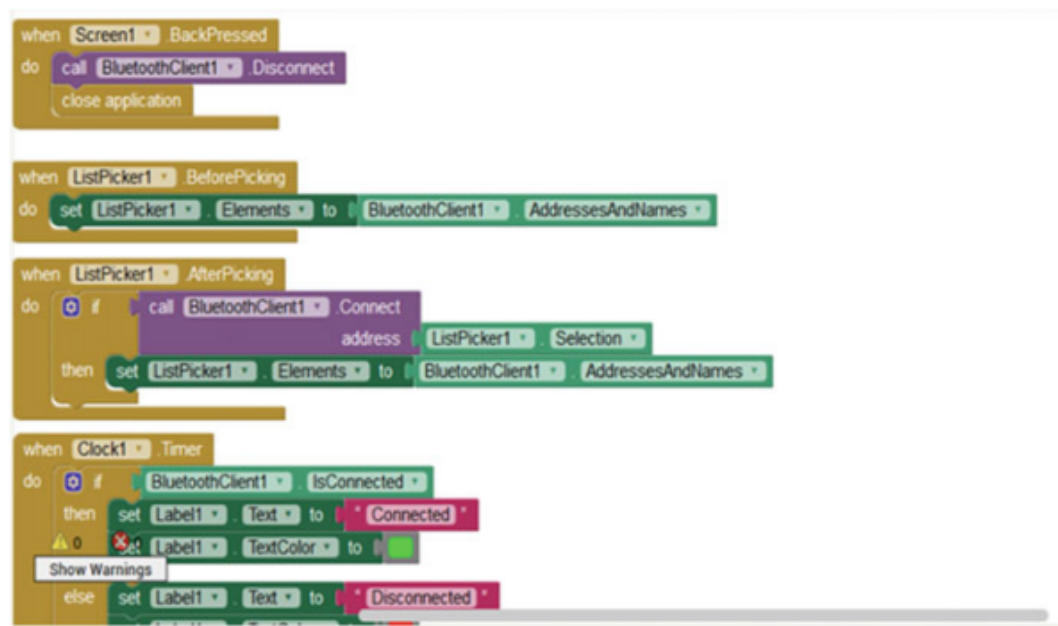 when Screen1 .BackPressed
do call BluetoothClient1 .Disconnect
close application
when ListPicker1 .BeforePicking
do set ListPicker1 . Elements to BluetoothClient1 . AddressesAndNames
when ListPicker1 .AfterPicking
do if call BluetoothClient1 .Connect
address ListPicker1 . Selection
then set ListPicker1 . Elements to BluetoothClient1 . AddressesAndNames
when Clock1 .Timer
do if BluetoothClient1 . IsConnected
then set Label1 . Text to " Connected "
0 set Label1 . TextColor to
Show Warnings
else set Label1 . Text to " Disconnected "